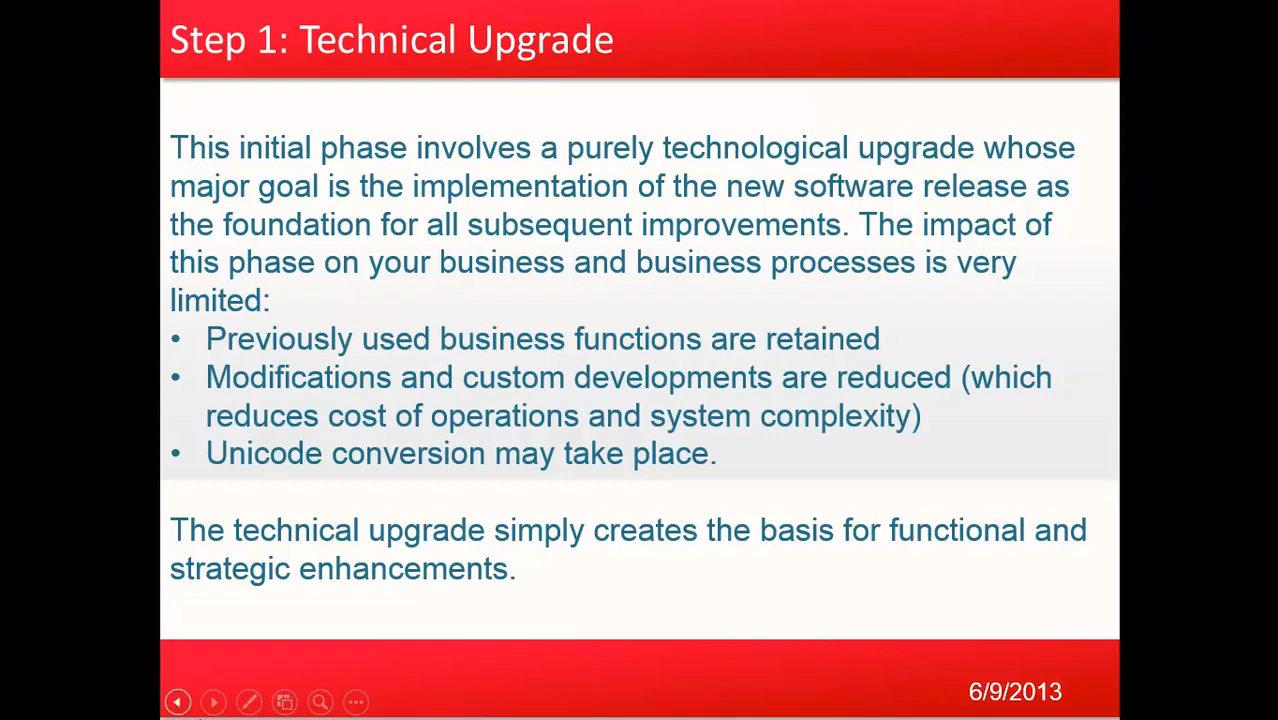 Step 1: Technical Upgrade
This initial phase involves a purely technological upgrade whose
major goal is the implementation of the new software release as
the foundation for all subsequent improvements. The impact of
this phase on your business and business processes is very
limited:
• Previously used business functions are retained
• Modifications and custom developments are reduced (which
reduces cost of operations and system complexity)
• Unicode conversion may take place.
The technical upgrade simply creates the basis for functional and
strategic enhancements.
6/9/2013